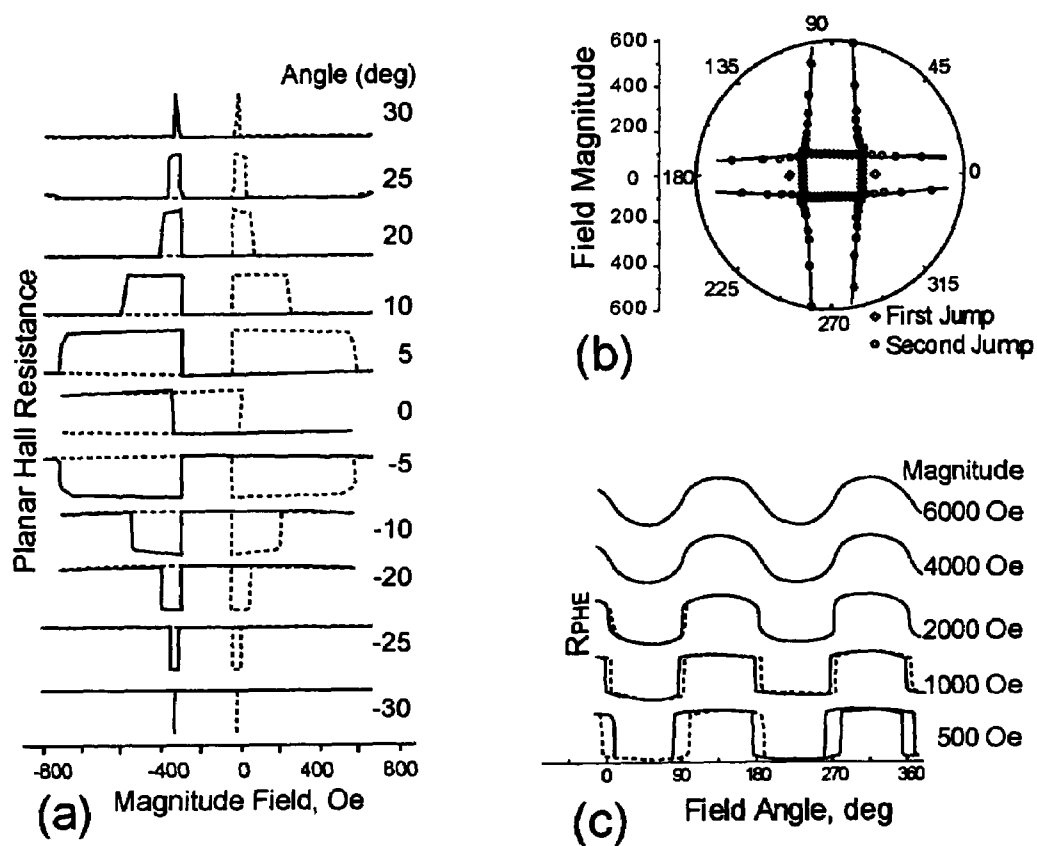 Angle (deg)
30
25
20
10
5
0
-5
-10
-20
-25
-30
Planar Hall Resistance
-800
-400
0
400
800
Magnitude Field, Oe
(a)
600
400
200
0
200
400
600
Field Magnitude
90
135
45
180
0
225
315
270
First Jump
Second Jump
(b)
Magnitude
6000 Oe
4000 Oe
2000 Oe
1000 Oe
500 Oe
RPHE
0
90
180
270
360
Field Angle, deg
(c)